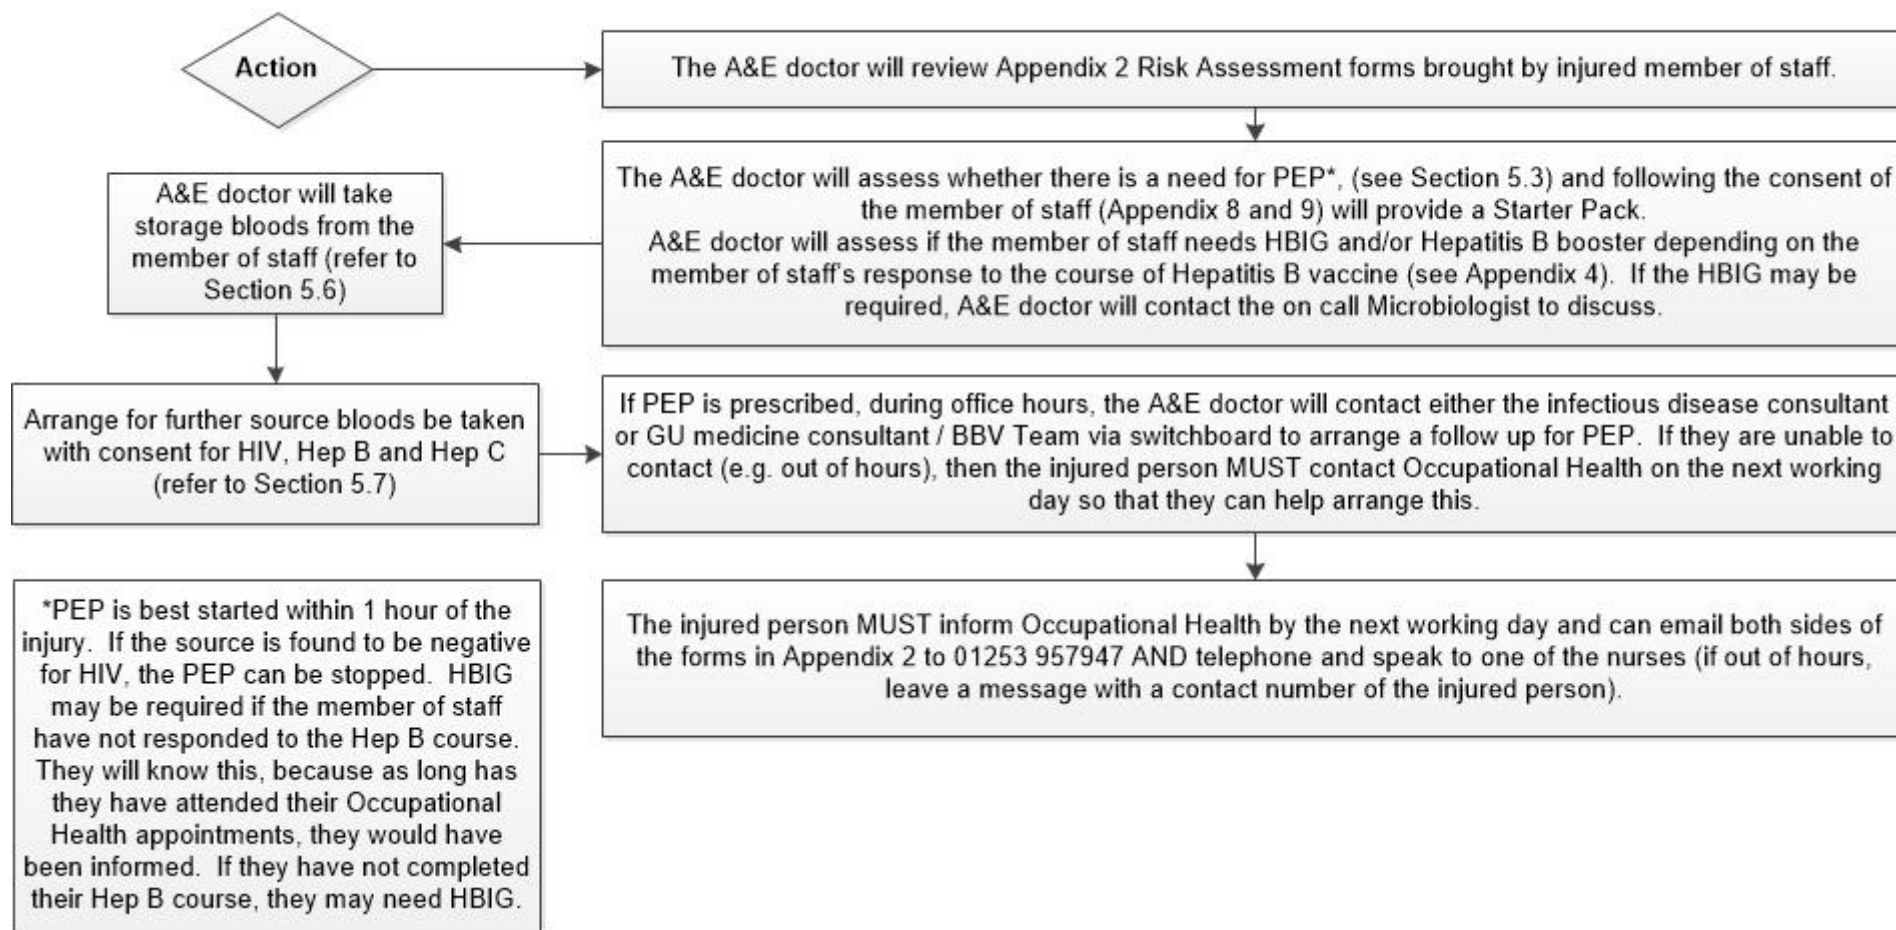 Action
The A&E doctor will review Appendix 2 Risk Assessment forms brought by injured member of staff.
The A&E doctor will assess whether there is a need for PEP*, (see Section 5.3) and following the consent of
the member of staff (Appendix 8 and 9) will provide a Starter Pack.
A&E doctor will assess if the member of staff needs HBIG and/or Hepatitis B booster depending on the
member of staff's response to the course of Hepatitis B vaccine (see Appendix 4).  If the HBIG may be
required, A&E doctor will contact the on call Microbiologist to discuss.
A&E doctor will take
storage bloods from the
member of staff (refer to
Section 5.6)
Arrange for further source bloods be taken
with consent for HIV, Hep B and Hep C
(refer to Section 5.7)
If PEP is prescribed, during office hours, the A&E doctor will contact either the infectious disease consultant
or GU medicine consultant / BBV Team via switchboard to arrange a follow up for PEP.  If they are unable to
contact (e.g. out of hours), then the injured person MUST contact Occupational Health on the next working
day so that they can help arrange this.
The injured person MUST inform Occupational Health by the next working day and can email both sides of
the forms in Appendix 2 to 01253 957947 AND telephone and speak to one of the nurses (if out of hours,
leave a message with a contact number of the injured person).
*PEP is best started within 1 hour of the
injury.  If the source is found to be negative
for HIV, the PEP can be stopped.  HBIG
may be required if the member of staff
have not responded to the Hep B course.
They will know this, because as long has
they have attended their Occupational
Health appointments, they would have
been informed.  If they have not completed
their Hep B course, they may need HBIG.